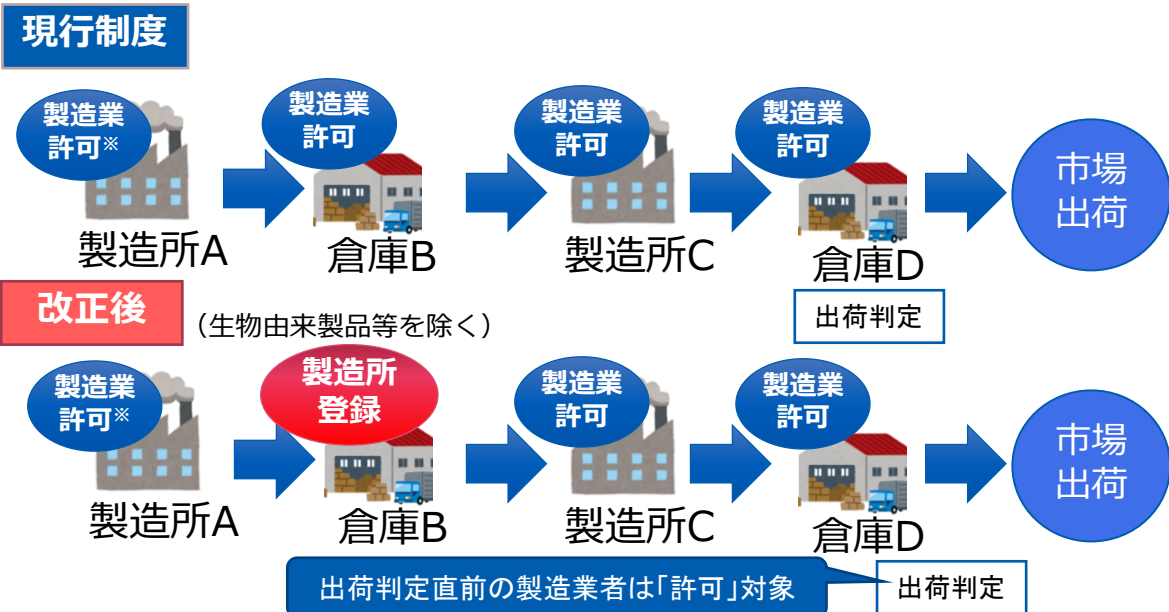 現行制度
製造業
許可※
製造業
許可
製造業
許可
製造業
許可
市場
出荷
製造所A
倉庫B
製造所C
倉庫D
出荷判定
改正後
（生物由来製品等を除く）
製造業
許可※
製造所
登録
製造業
許可
製造業
許可
市場
出荷
製造所A
倉庫B
製造所C
倉庫D
出荷判定直前の製造業者は「許可」対象
出荷判定